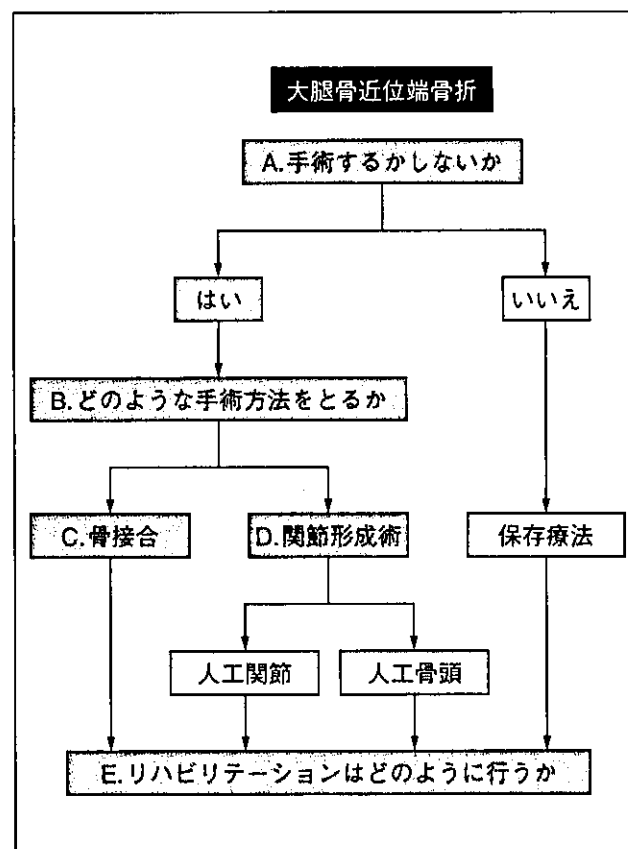 大腿骨近位端骨折
A.手術するかしないか
はい
いいえ
B.どのような手術方法をとるか
C.骨接合
D.関節形成術
保存療法
人工関節
人工骨頭
E.リハビリテーションはどのように行うか